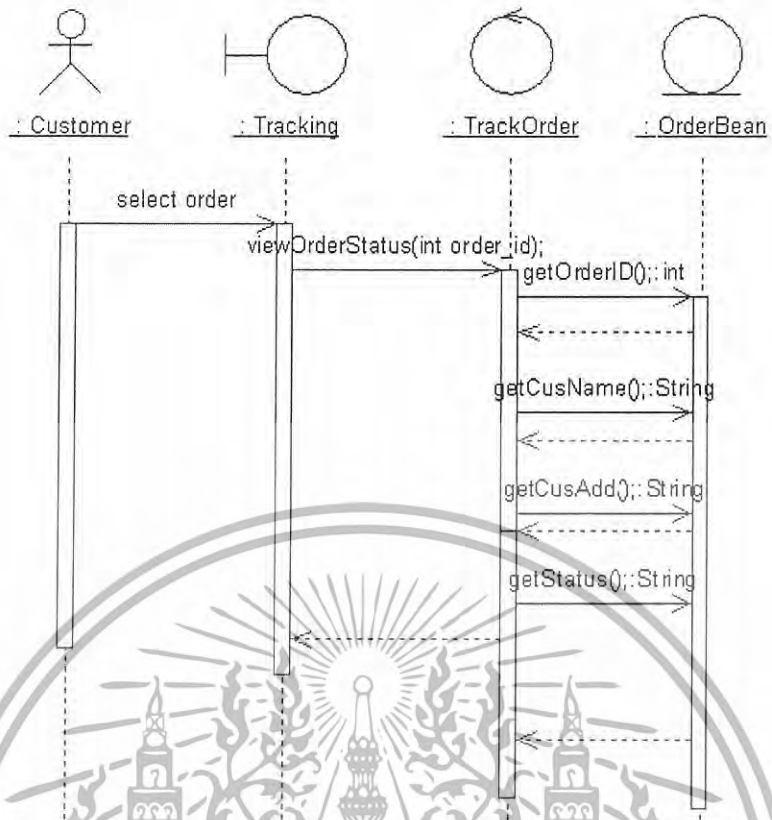 : Customer
: Tracking
: TrackOrder
: OrderBean
select order
viewOrderStatus(int order_id);
getOrderID();: int
getCusName();:String
getCusAdd();: String
getStatus();:String